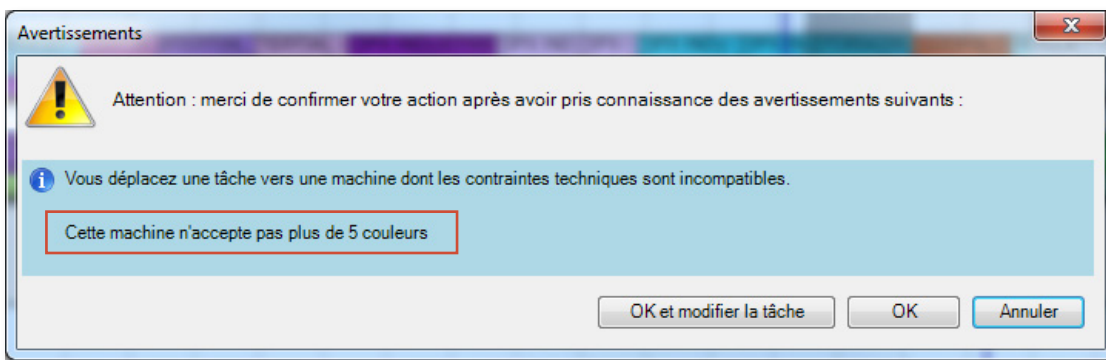 Avertissements
Attention : merci de confirmer votre action après avoir pris connaissance des avertissements suivants :
Vous déplacez une tâche vers une machine dont les contraintes techniques sont incompatibles.
Cette machine n'accepte pas plus de 5 couleurs
OK et modifier la tâche OK Annuler